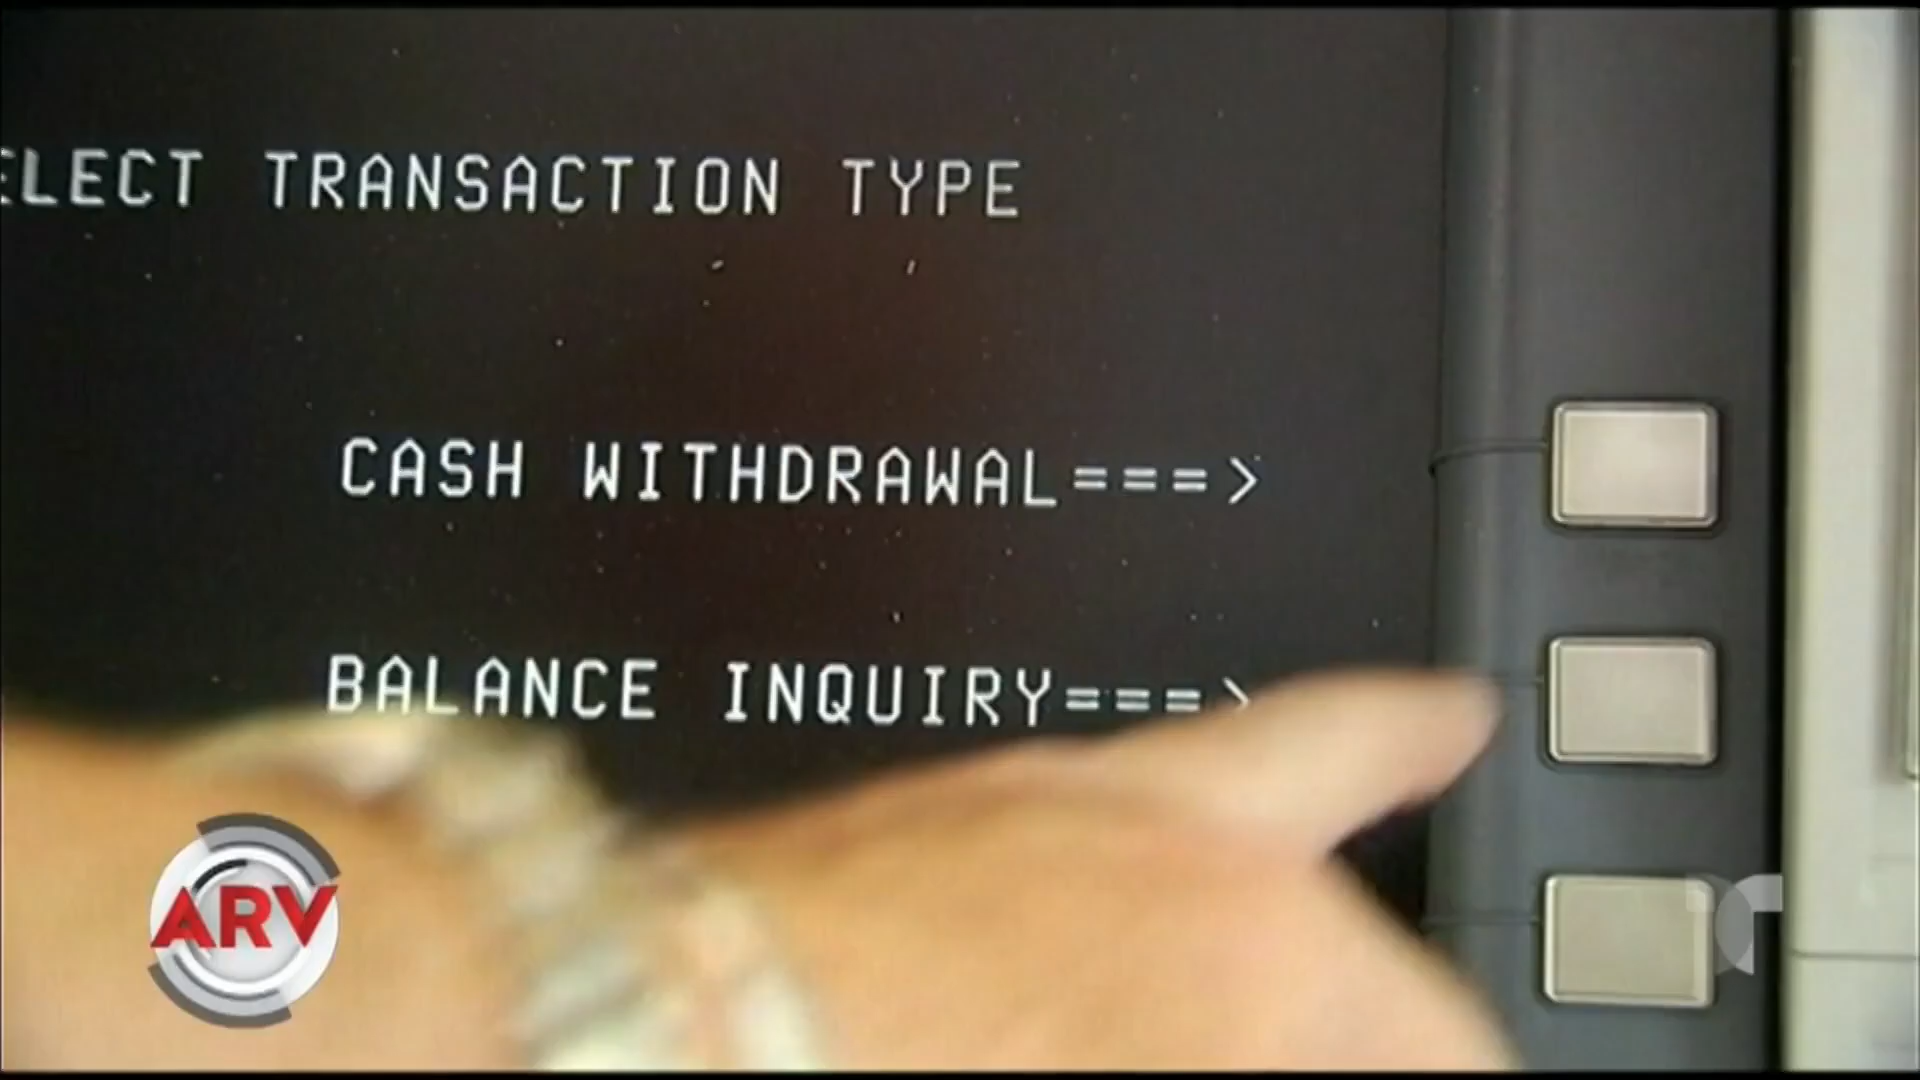 ELECT TRANSACTION TYPE
CASH WITHDRAWAL===>
BALANCE INQUIRY===>
ARV